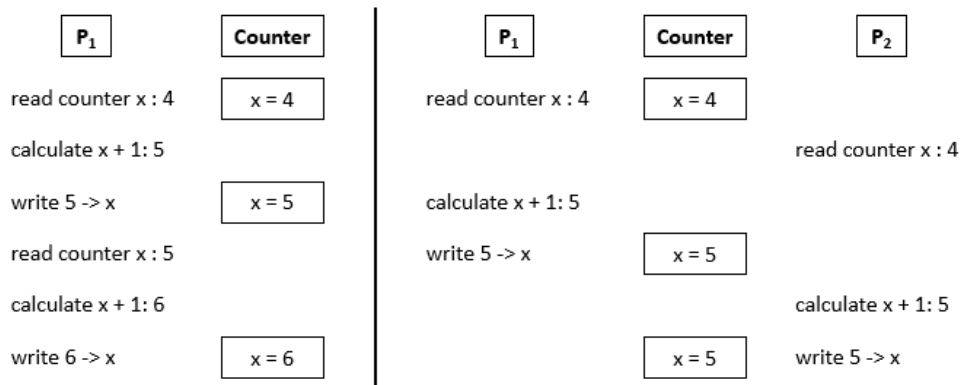 P₁ Counter
read counter x : 4 x = 4
calculate x + 1: 5
write 5 -> x x = 5
read counter x : 5
calculate x + 1: 6
write 6 -> x x = 6
P₁ Counter P₂
read counter x : 4 x = 4
read counter x : 4
calculate x + 1: 5
write 5 -> x x = 5
calculate x + 1: 5
x = 5 write 5 -> x